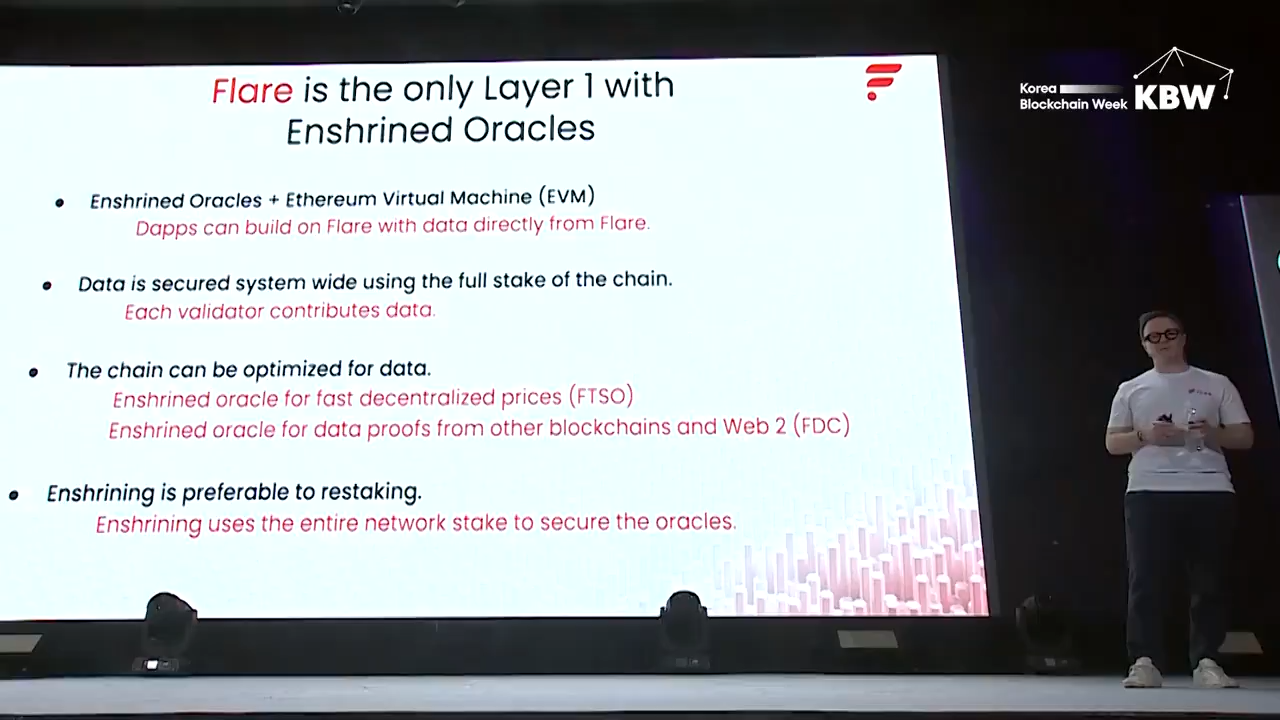 Flare is the only Layer 1 with
Enshrined Oracles
Korea
Blockchain Week KBW
• Enshrined Oracles + Ethereum Virtual Machine (EVM)
Dapps can build on Flare with data directly from Flare.
• Data is secured system wide using the full stake of the chain.
Each validator contributes data.
• The chain can be optimized for data.
Enshrined oracle for fast decentralized prices (FTSO)
Enshrined oracle for data proofs from other blockchains and Web 2 (FDC)
• Enshrining is preferable to restaking.
Enshrining uses the entire network stake to secure the oracles.